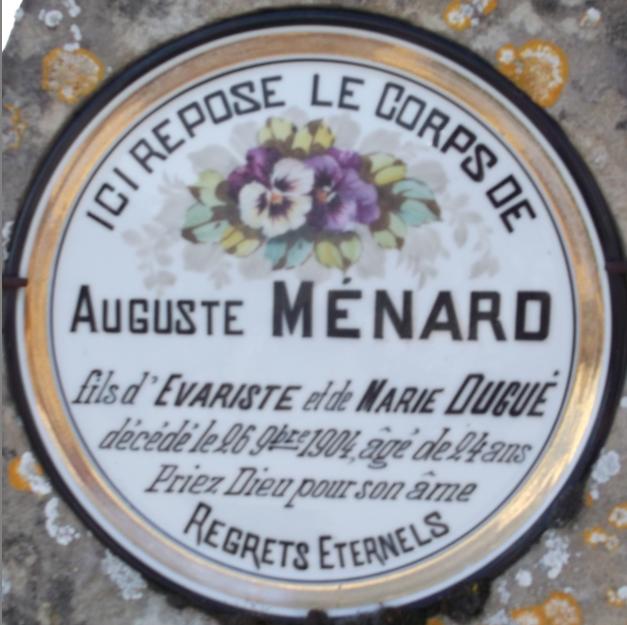 ICI REPOSE LE CORPS DE
AUGUSTE MÉNARD
fils d'EVARISTE et de MARIE DUGUÉ
décédé le 26 9bre 1904, âgé de 24 ans
Priez Dieu pour son âme
REGRETS ETERNELS